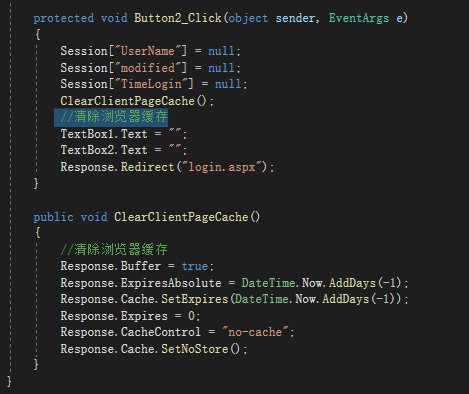 protected void Button2_Click(object sender, EventArgs e)
{
Session["UserName"] = null;
Session["modified"] = null;
Session["TimeLogin"] = null;
ClearClientPageCache();
//清除浏览器缓存
TextBox1.Text = "";
TextBox2.Text = "";
Response.Redirect("login.aspx");
}
public void ClearClientPageCache()
{
//清除浏览器缓存
Response.Buffer = true;
Response.ExpiresAbsolute = DateTime.Now.AddDays(-1);
Response.Cache.SetExpires(DateTime.Now.AddDays(-1));
Response.Expires = 0;
Response.CacheControl = "no-cache";
Response.Cache.SetNoStore();
}
}